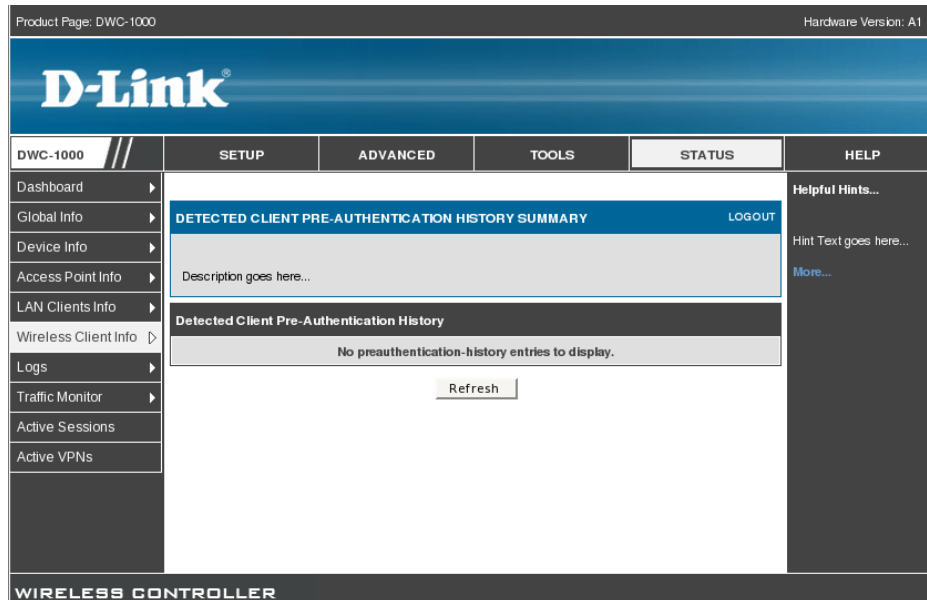 Product Page: DWC-1000
Hardware Version: A1
D-Link®
DWC-1000
SETUP
ADVANCED
TOOLS
STATUS
HELP
Dashboard
Global Info
Device Info
Access Point Info
LAN Clients Info
Wireless Client Info
Logs
Traffic Monitor
Active Sessions
Active VPNs
DETECTED CLIENT PRE-AUTHENTICATION HISTORY SUMMARY
LOGOUT
Description goes here...
Detected Client Pre-Authentication History
No preauthentication-history entries to display.
Refresh
Helpful Hints...
Hint Text goes here...
More...
WIRELESS CONTROLLER